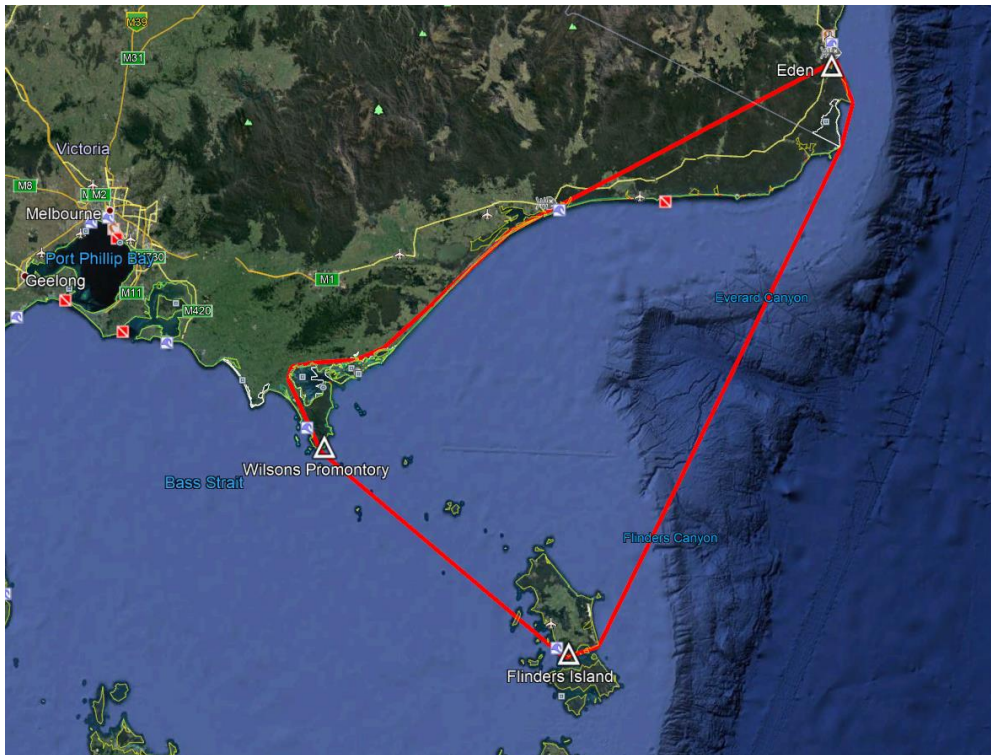 M39
M31
Eden
Victoria
M8
M2
Melbourne
Port Phillip Bay
M1
Geelong
M11
M420
Everard Canyon
Wilsons Promontory
Bass Strait
Flinders Canyon
Flinders Island